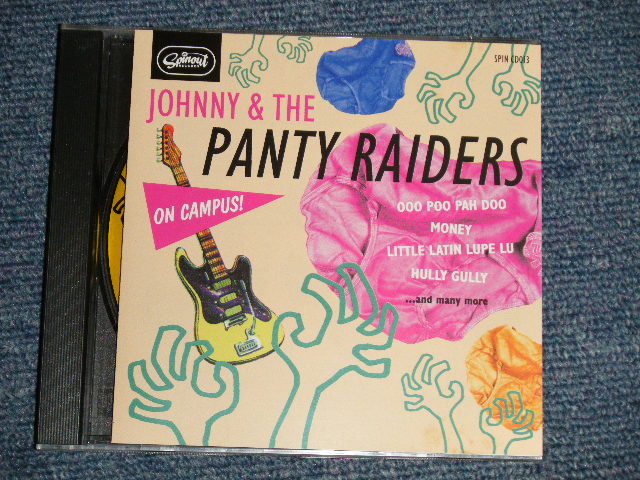 Spinout
RECORDS
SPIN CD013
JOHNNY & THE
PANTY RAIDERS
ON CAMPUS!
OOO POO PAH DOO
MONEY
LITTLE LATIN LUPE LU
HULLY GULLY
...and many more